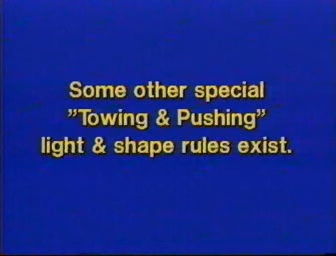 Some other special
”Towing & Pushing”
light & shape rules exist.